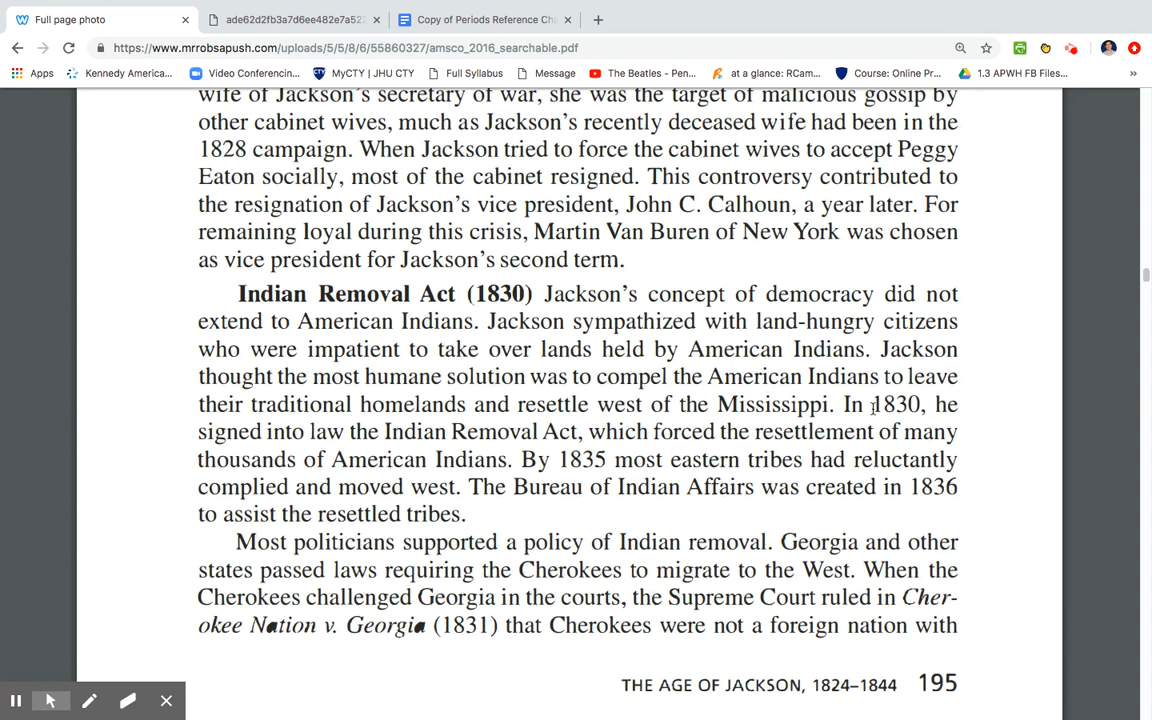 Full page photo
ade62d2fb3a7d6ee482e7a522
Copy of Periods Reference Ch
https://www.mrrobsapush.com/uploads/5/5/8/6/55860327/amsco_2016_searchable.pdf
Apps Kennedy America... Video Conferencin... MyCTY | JHU CTY Full Syllabus Message The Beatles - Pen... at a glance: RCam... Course: Online Pr... 1.3 APWH FB Files... »
wife of Jackson's secretary of war, she was the target of malicious gossip by
other cabinet wives, much as Jackson's recently deceased wife had been in the
1828 campaign. When Jackson tried to force the cabinet wives to accept Peggy
Eaton socially, most of the cabinet resigned. This controversy contributed to
the resignation of Jackson's vice president, John C. Calhoun, a year later. For
remaining loyal during this crisis, Martin Van Buren of New York was chosen
as vice president for Jackson's second term.
Indian Removal Act (1830) Jackson's concept of democracy did not
extend to American Indians. Jackson sympathized with land-hungry citizens
who were impatient to take over lands held by American Indians. Jackson
thought the most humane solution was to compel the American Indians to leave
their traditional homelands and resettle west of the Mississippi. In 1830, he
signed into law the Indian Removal Act, which forced the resettlement of many
thousands of American Indians. By 1835 most eastern tribes had reluctantly
complied and moved west. The Bureau of Indian Affairs was created in 1836
to assist the resettled tribes.
Most politicians supported a policy of Indian removal. Georgia and other
states passed laws requiring the Cherokees to migrate to the West. When the
Cherokees challenged Georgia in the courts, the Supreme Court ruled in Cher-
okee Nation v. Georgia (1831) that Cherokees were not a foreign nation with
THE AGE OF JACKSON, 1824–1844 195